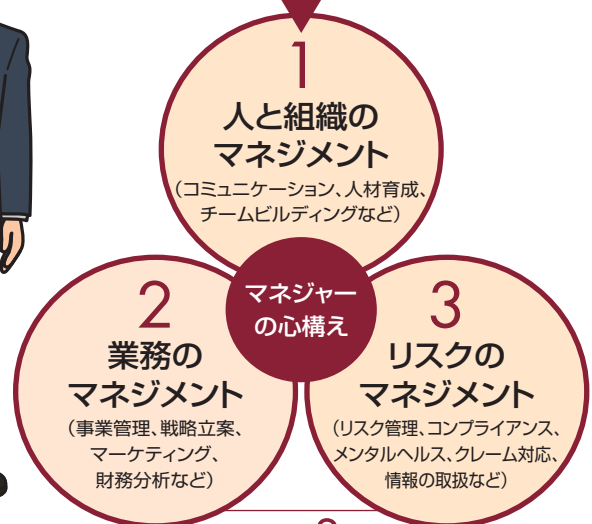 1
人と組織の
マネジメント
（コミュニケーション、人材育成、
チームビルディングなど）
マネジャー
の心構え
2
業務の
マネジメント
（事業管理、戦略立案、
マーケティング、
財務分析など）
3
リスクの
マネジメント
（リスク管理、コンプライアンス、
メンタルヘルス、クレーム対応、
情報の取扱など）